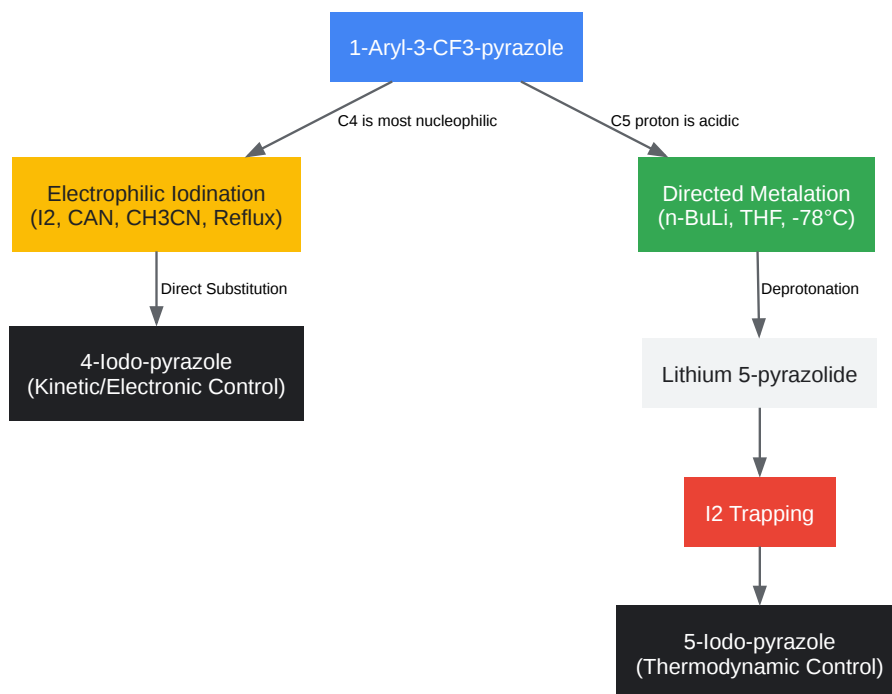 1-Aryl-3-CF3-pyrazole
C4 is most nucleophilic
C5 proton is acidic
Electrophilic Iodination
(I2, CAN, CH3CN, Reflux)
Directed Metalation
(n-BuLi, THF, -78°C)
Direct Substitution
Deprotonation
4-Iodo-pyrazole
(Kinetic/Electronic Control)
Lithium 5-pyrazolide
I2 Trapping
5-Iodo-pyrazole
(Thermodynamic Control)